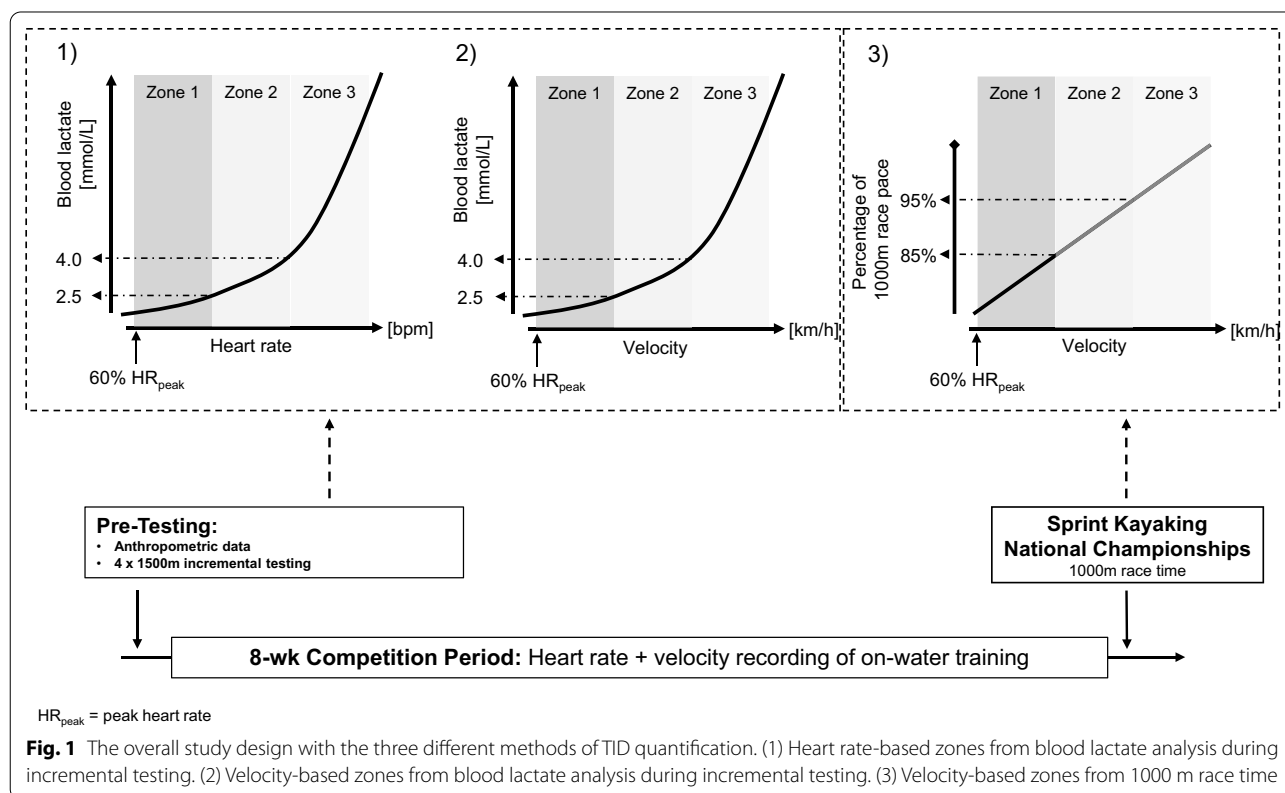 1)
Blood lactate
[mmol/L]
Zone 1
Zone 2
Zone 3
4.0
2.5
[bpm]
Heart rate
60% HRpeak
2)
Blood lactate
[mmol/L]
Zone 1
Zone 2
Zone 3
4.0
2.5
[km/h]
Velocity
60% HRpeak
3)
Percentage of
1000m race pace
Zone 1
Zone 2
Zone 3
95%
85%
[km/h]
Velocity
60% HRpeak
Pre-Testing:
• Anthropometric data
• 4 x 1500m incremental testing
Sprint Kayaking
National Championships
1000m race time
8-wk Competition Period: Heart rate + velocity recording of on-water training
HRpeak = peak heart rate
Fig. 1 The overall study design with the three different methods of TID quantification. (1) Heart rate-based zones from blood lactate analysis during
incremental testing. (2) Velocity-based zones from blood lactate analysis during incremental testing. (3) Velocity-based zones from 1000 m race time